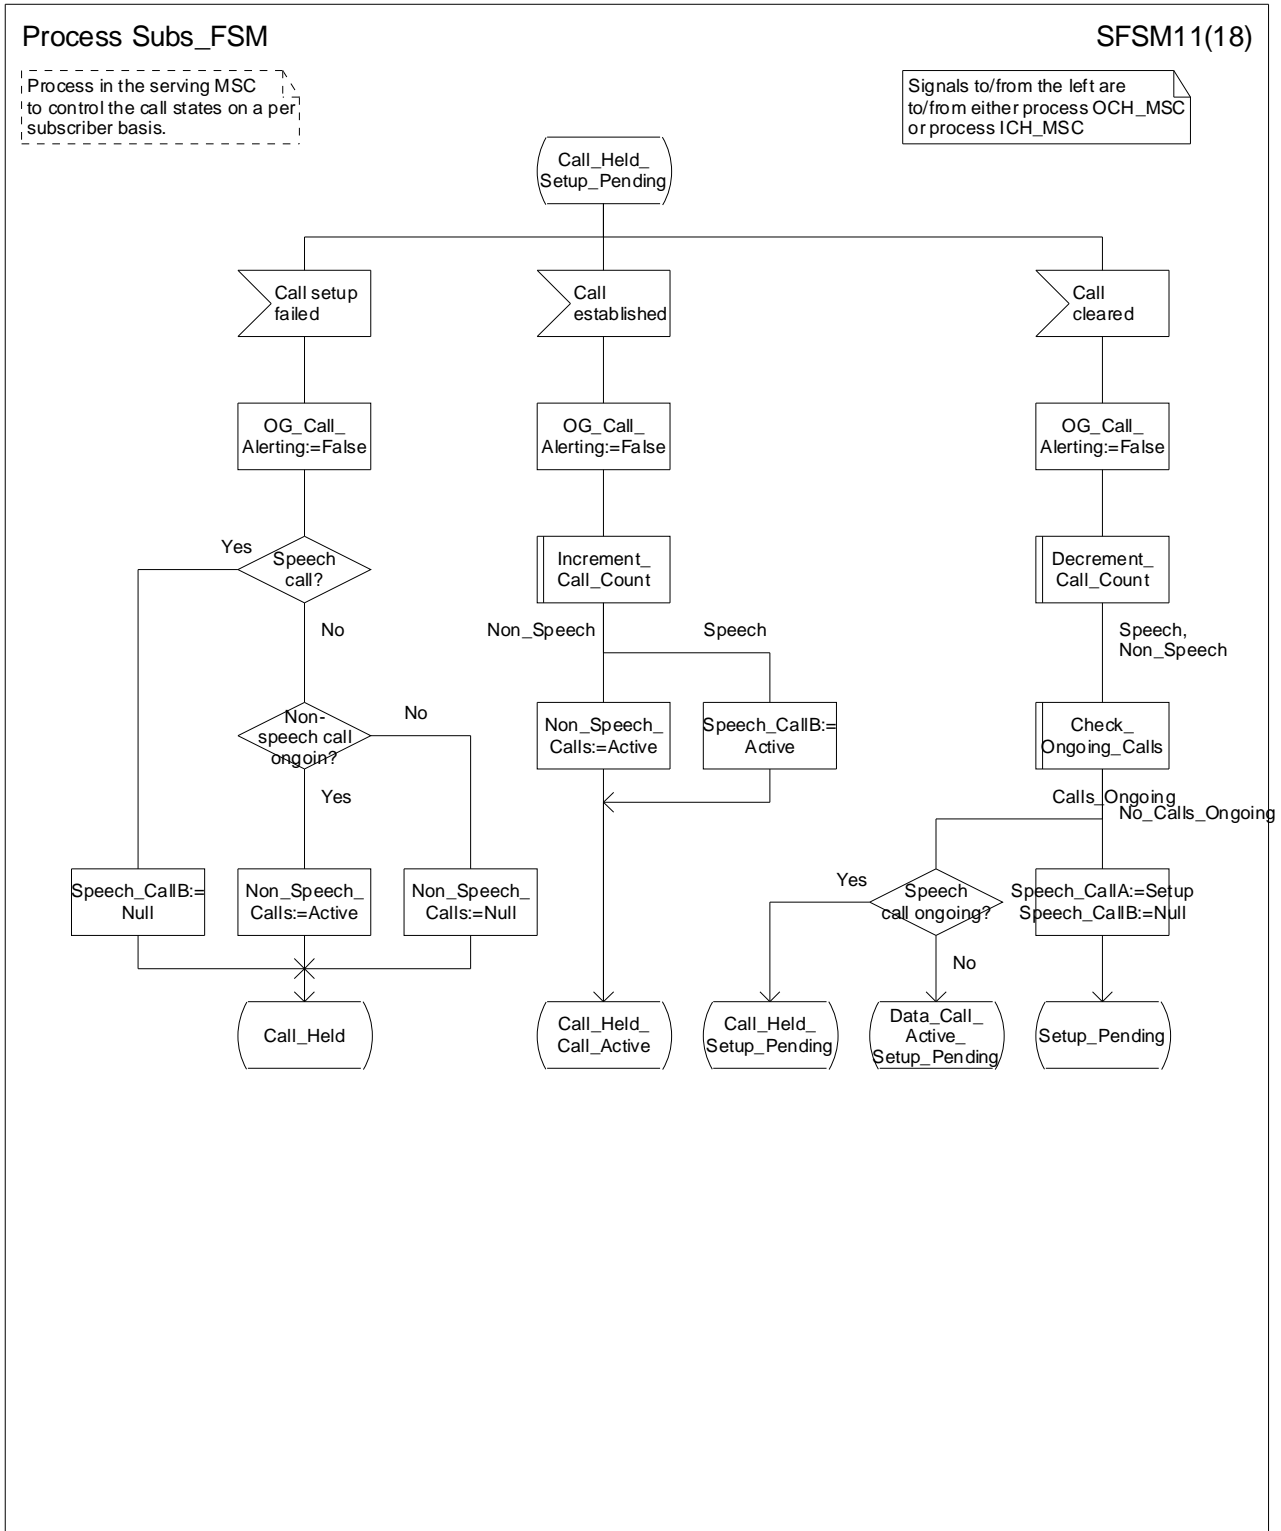 Process Subs_FSM
SFSM11(18)
Process in the serving MSC
to control the call states on a per
subscriber basis.
Signals to/from the left are
to/from either process OCH_MSC
or process ICH_MSC
Call_Held_
Setup_Pending
Call setup
failed
Call
established
Call
cleared
OG_Call_
Alerting:=False
OG_Call_
Alerting:=False
OG_Call_
Alerting:=False
Yes
Speech
call?
No
Increment_
Call_Count
Decrement_
Call_Count
Non_Speech
Speech
Speech,
Non_Speech
Non-
speech call
ongoin?
No
Yes
Non_Speech_
Calls:=Active
Speech_CallB:=
Active
Check_
Ongoing_Calls
Calls_Ongoing
No_Calls_Ongoing
Speech_CallB:=
Null
Non_Speech_
Calls:=Active
Non_Speech_
Calls:=Null
Yes
Speech
call ongoing?
No
Speech_CallA:=Setup
Speech_CallB:=Null
Call_Held
Call_Held_
Call_Active
Call_Held_
Setup_Pending
Data_Call_
Active_
Setup_Pending
Setup_Pending